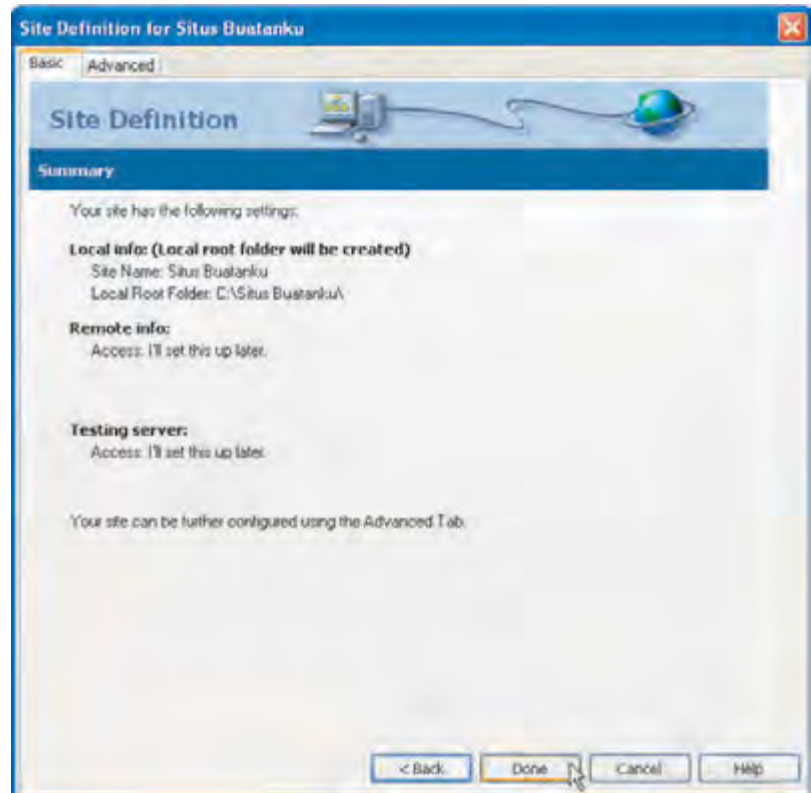 Site Definition for Situs Buatanku
Basic Advanced
Site Definition
Summary
Your site has the following settings:
Local info: (Local root folder will be created)
Site Name: Situs Buatanku
Local Root Folder: C:\Situs Buatanku\
Remote info:
Access: I'll set this up later.
Testing server:
Access: I'll set this up later.
Your site can be further configured using the Advanced Tab.
< Back Done Cancel Help